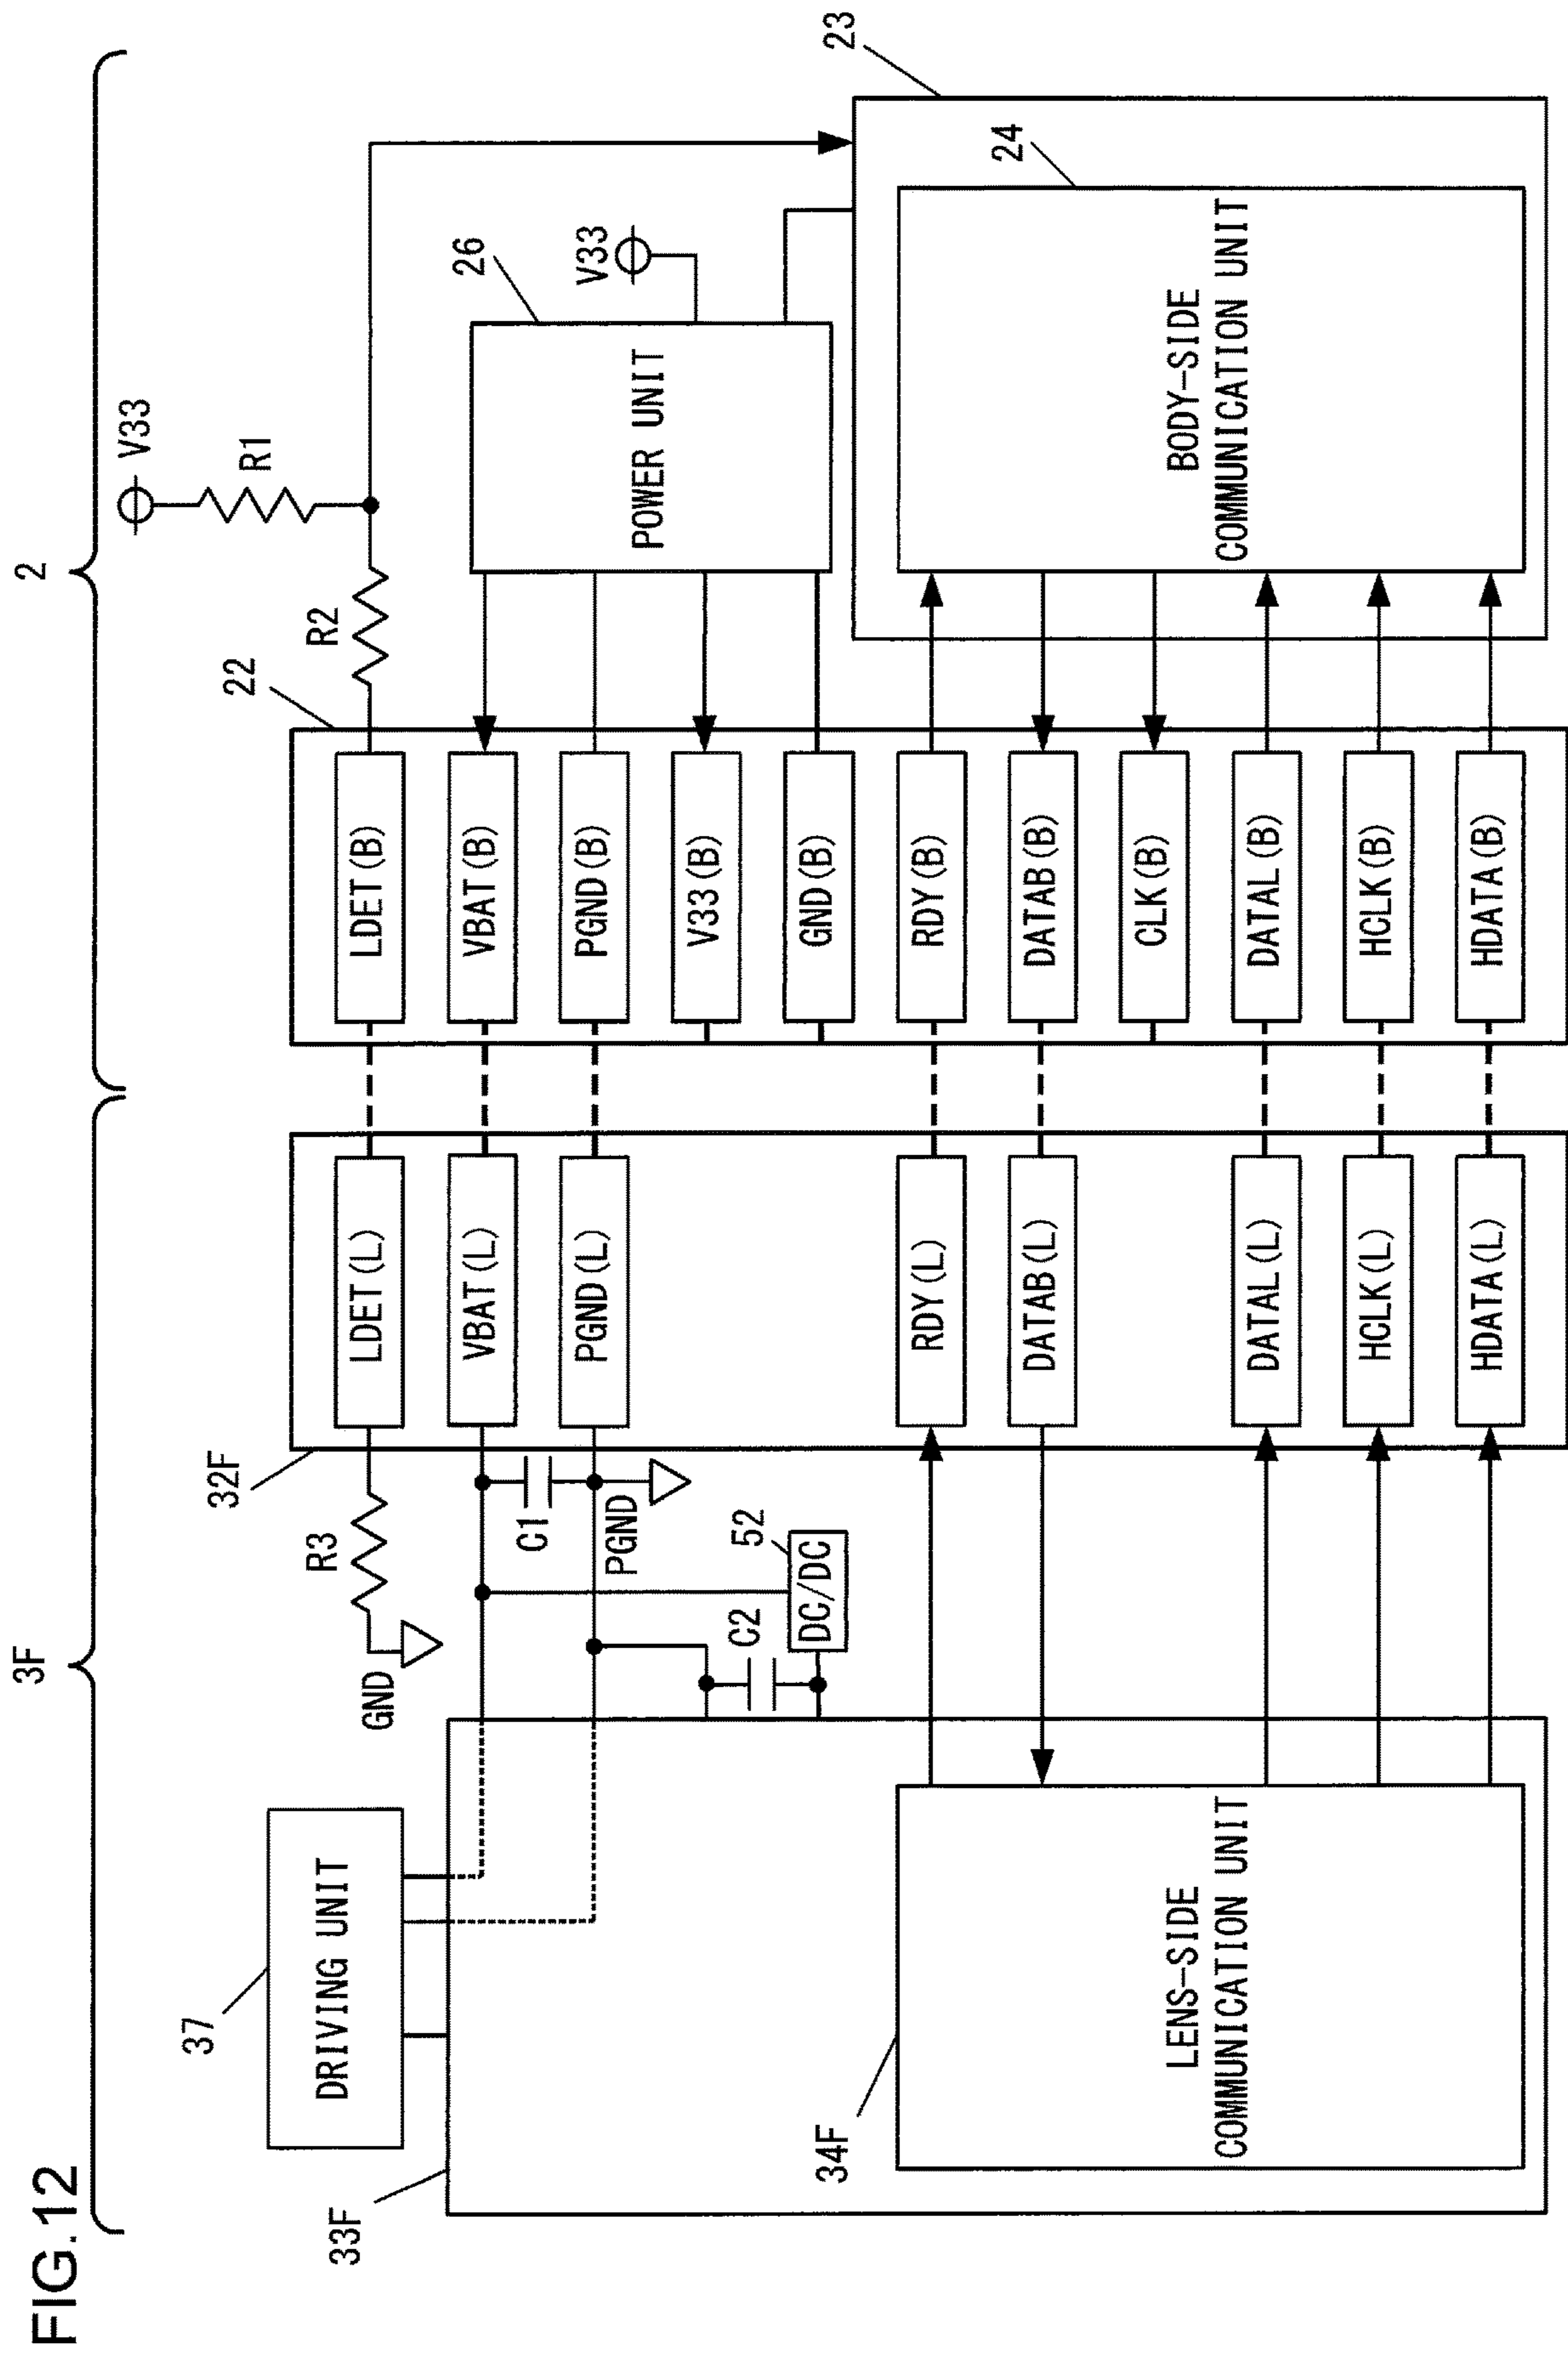 FIG.12
3F
2
37
DRIVING UNIT
33F
34F
LENS-SIDE
COMMUNICATION UNIT
GND
R3
C1
PGND
C2
52
DC/DC
32F
LDET(L)
VBAT(L)
PGND(L)
RDY(L)
DATAB(L)
DATAL(L)
HCLK(L)
HDATA(L)
22
LDET(B)
VBAT(B)
PGND(B)
V33(B)
GND(B)
RDY(B)
DATAB(B)
CLK(B)
DATAL(B)
HCLK(B)
HDATA(B)
R2
V33
R1
26
V33
POWER UNIT
23
24
BODY-SIDE
COMMUNICATION UNIT